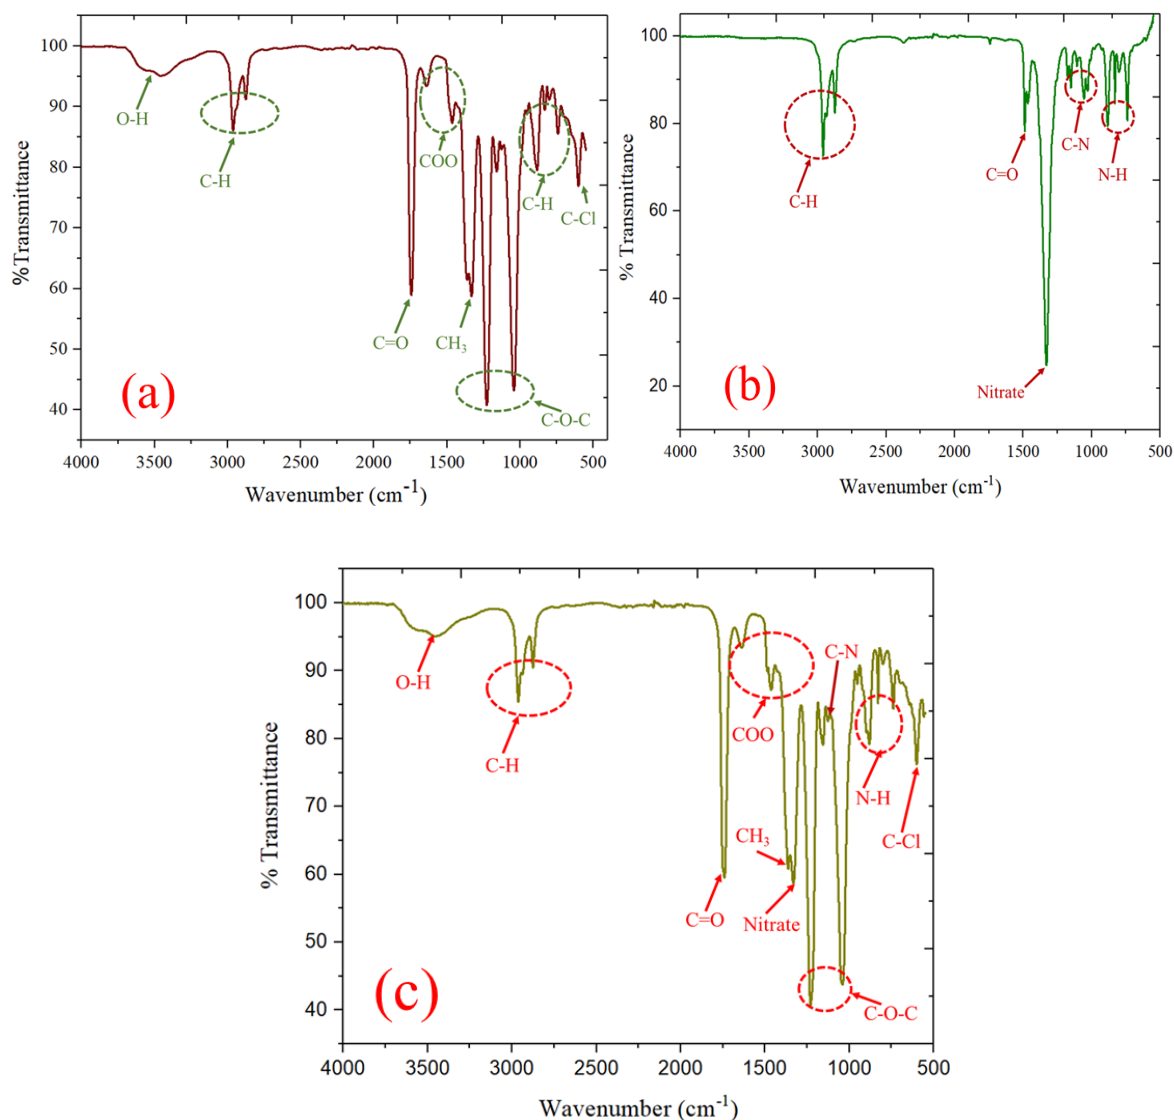 %Transmittance
100
90
80
70
60
50
40
O-H
C-H
COO
C-H
C-Cl
C=O
CH₃
C-O-C
(a)
4000
3500
3000
2500
2000
1500
1000
500
Wavenumber (cm⁻¹)
% Transmittance
100
80
60
40
20
C-H
C=O
C-N
N-H
Nitrate
(b)
4000
3500
3000
2500
2000
1500
1000
500
Wavenumber (cm⁻¹)
% Transmittance
100
90
80
70
60
50
40
O-H
C-H
COO
C-N
N-H
C-Cl
CH₃
C=O
Nitrate
C-O-C
(c)
4000
3500
3000
2500
2000
1500
1000
500
Wavenumber (cm⁻¹)